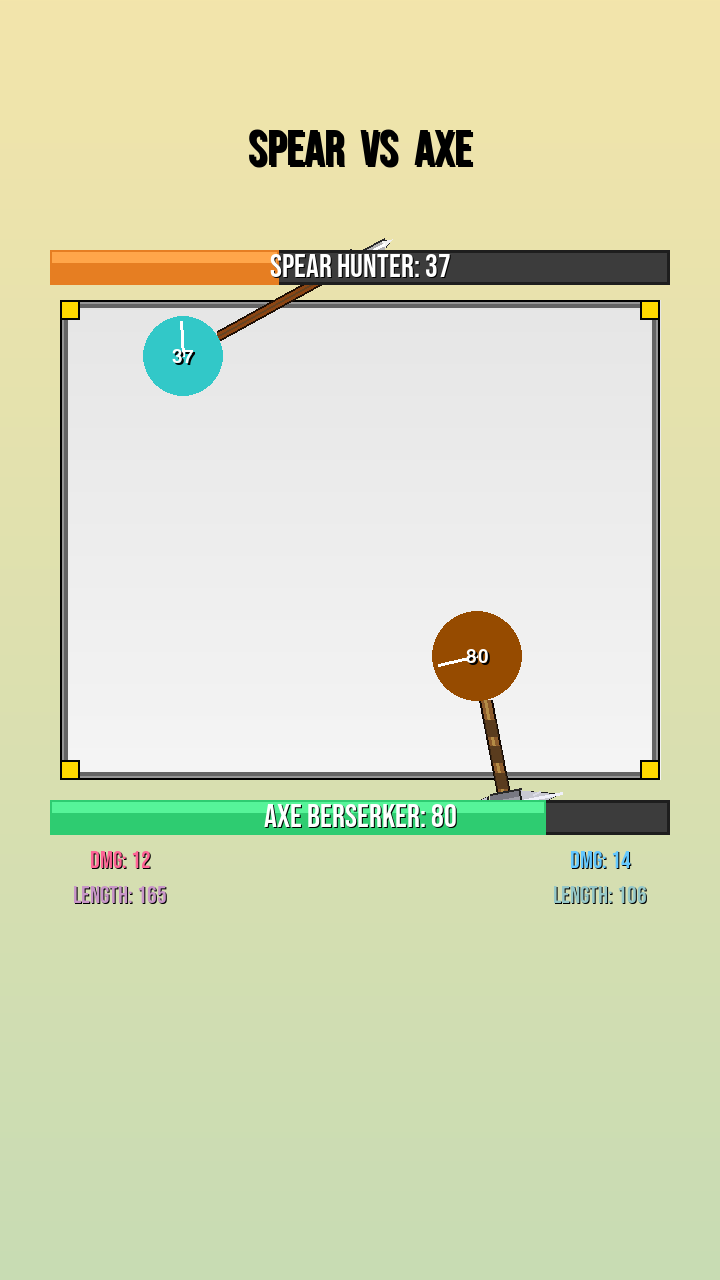 SPEAR VS AXE
SPEAR HUNTER: 37
37
80
AXE BERSERKER: 80
DMG: 12
DMG: 14
LENGTH: 165
LENGTH: 106